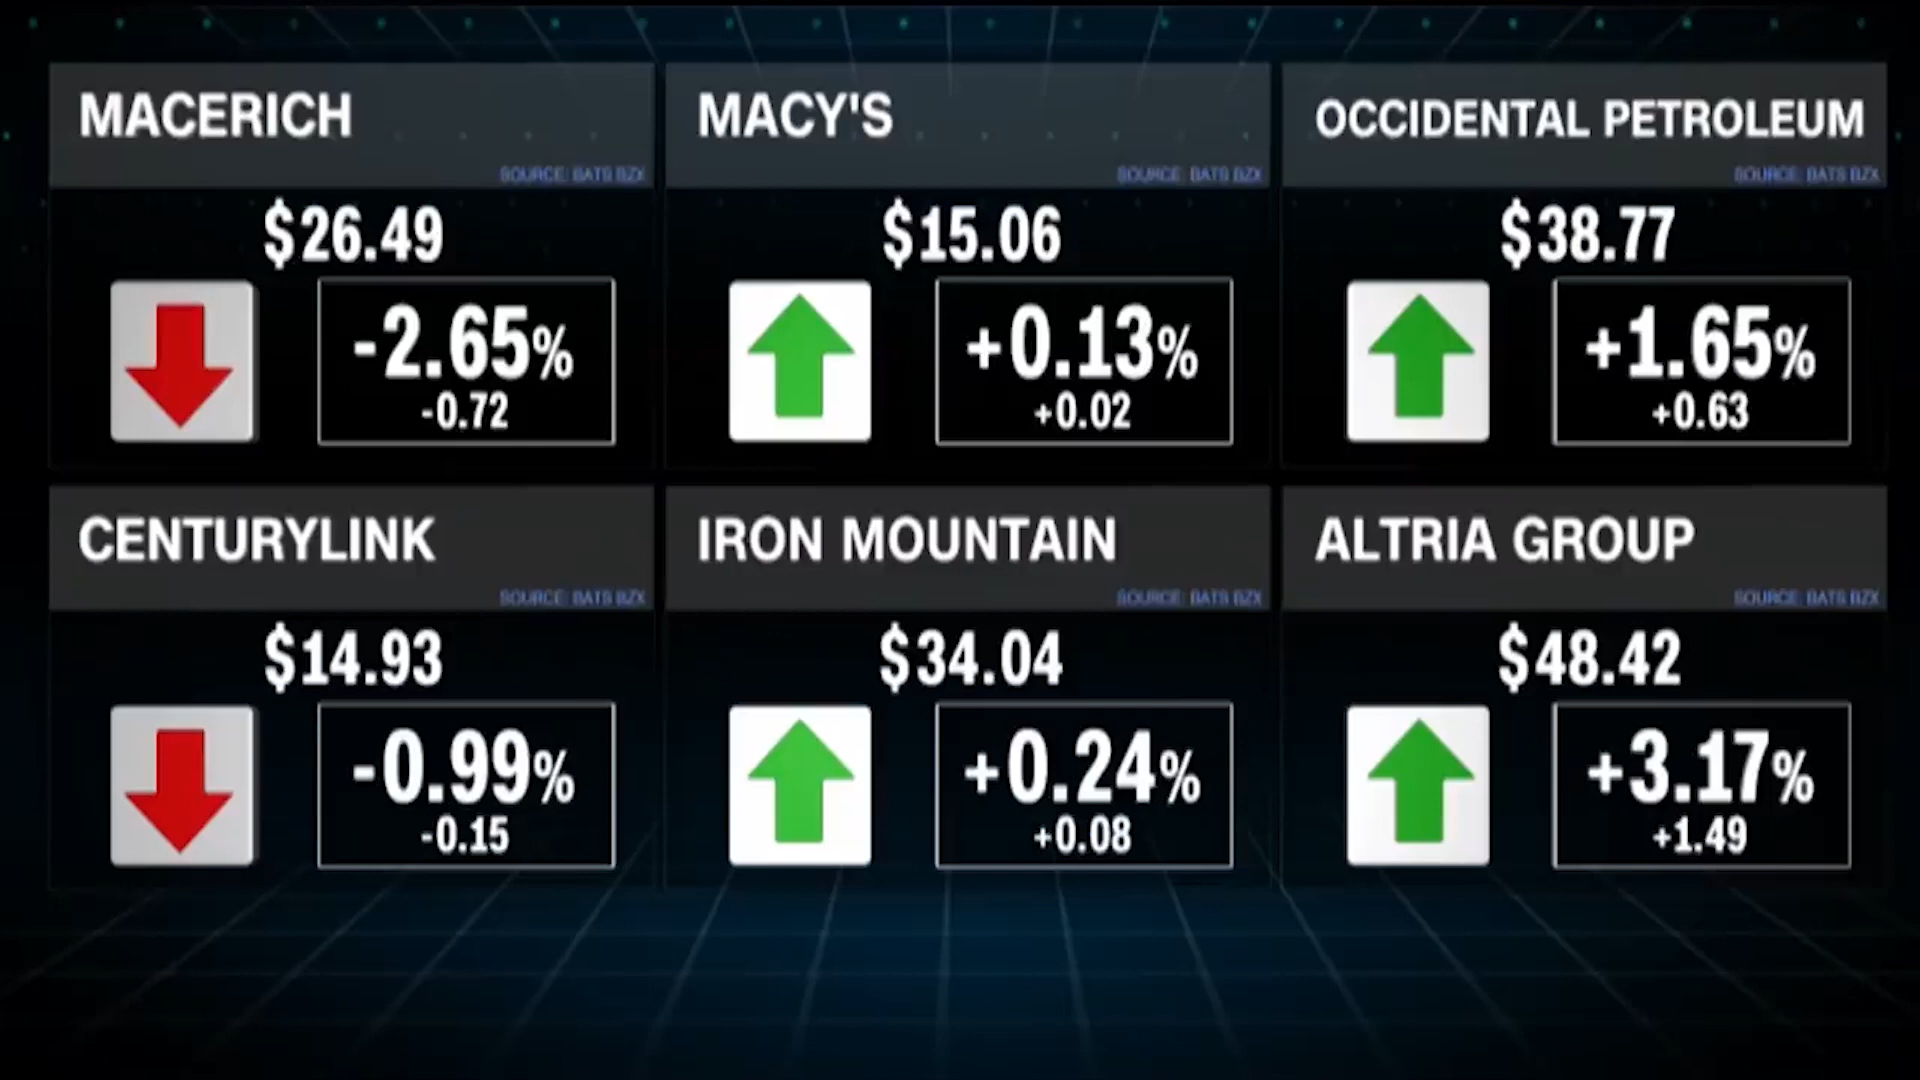 MACERICH
SOURCE: BATS BZX
$26.49
-2.65%
-0.72
MACY'S
SOURCE: BATS BZX
$15.06
+0.13%
+0.02
OCCIDENTAL PETROLEUM
SOURCE: BATS BZX
$38.77
+1.65%
+0.63
CENTURYLINK
SOURCE: BATS BZX
$14.93
-0.99%
-0.15
IRON MOUNTAIN
SOURCE: BATS BZX
$34.04
+0.24%
+0.08
ALTRIA GROUP
SOURCE: BATS BZX
$48.42
+3.17%
+1.49